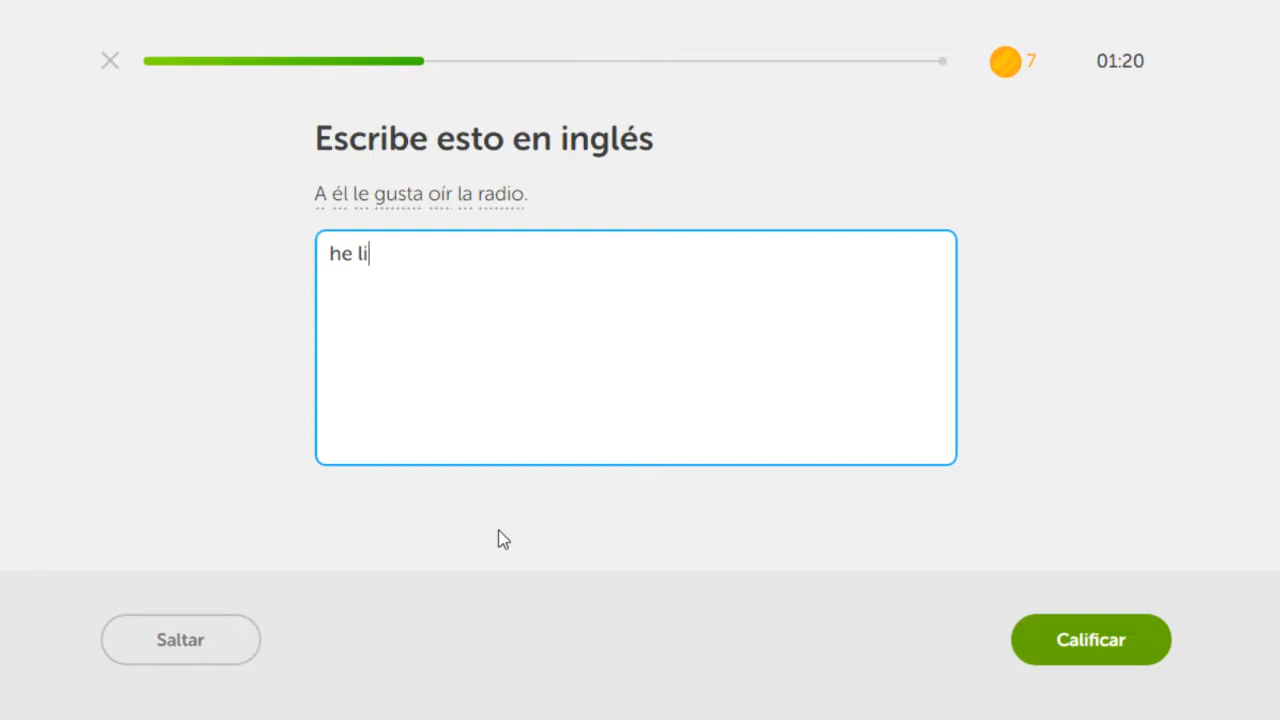 7 01:20
Escribe esto en inglés
A él le gusta oír la radio.
he li
Saltar Calificar